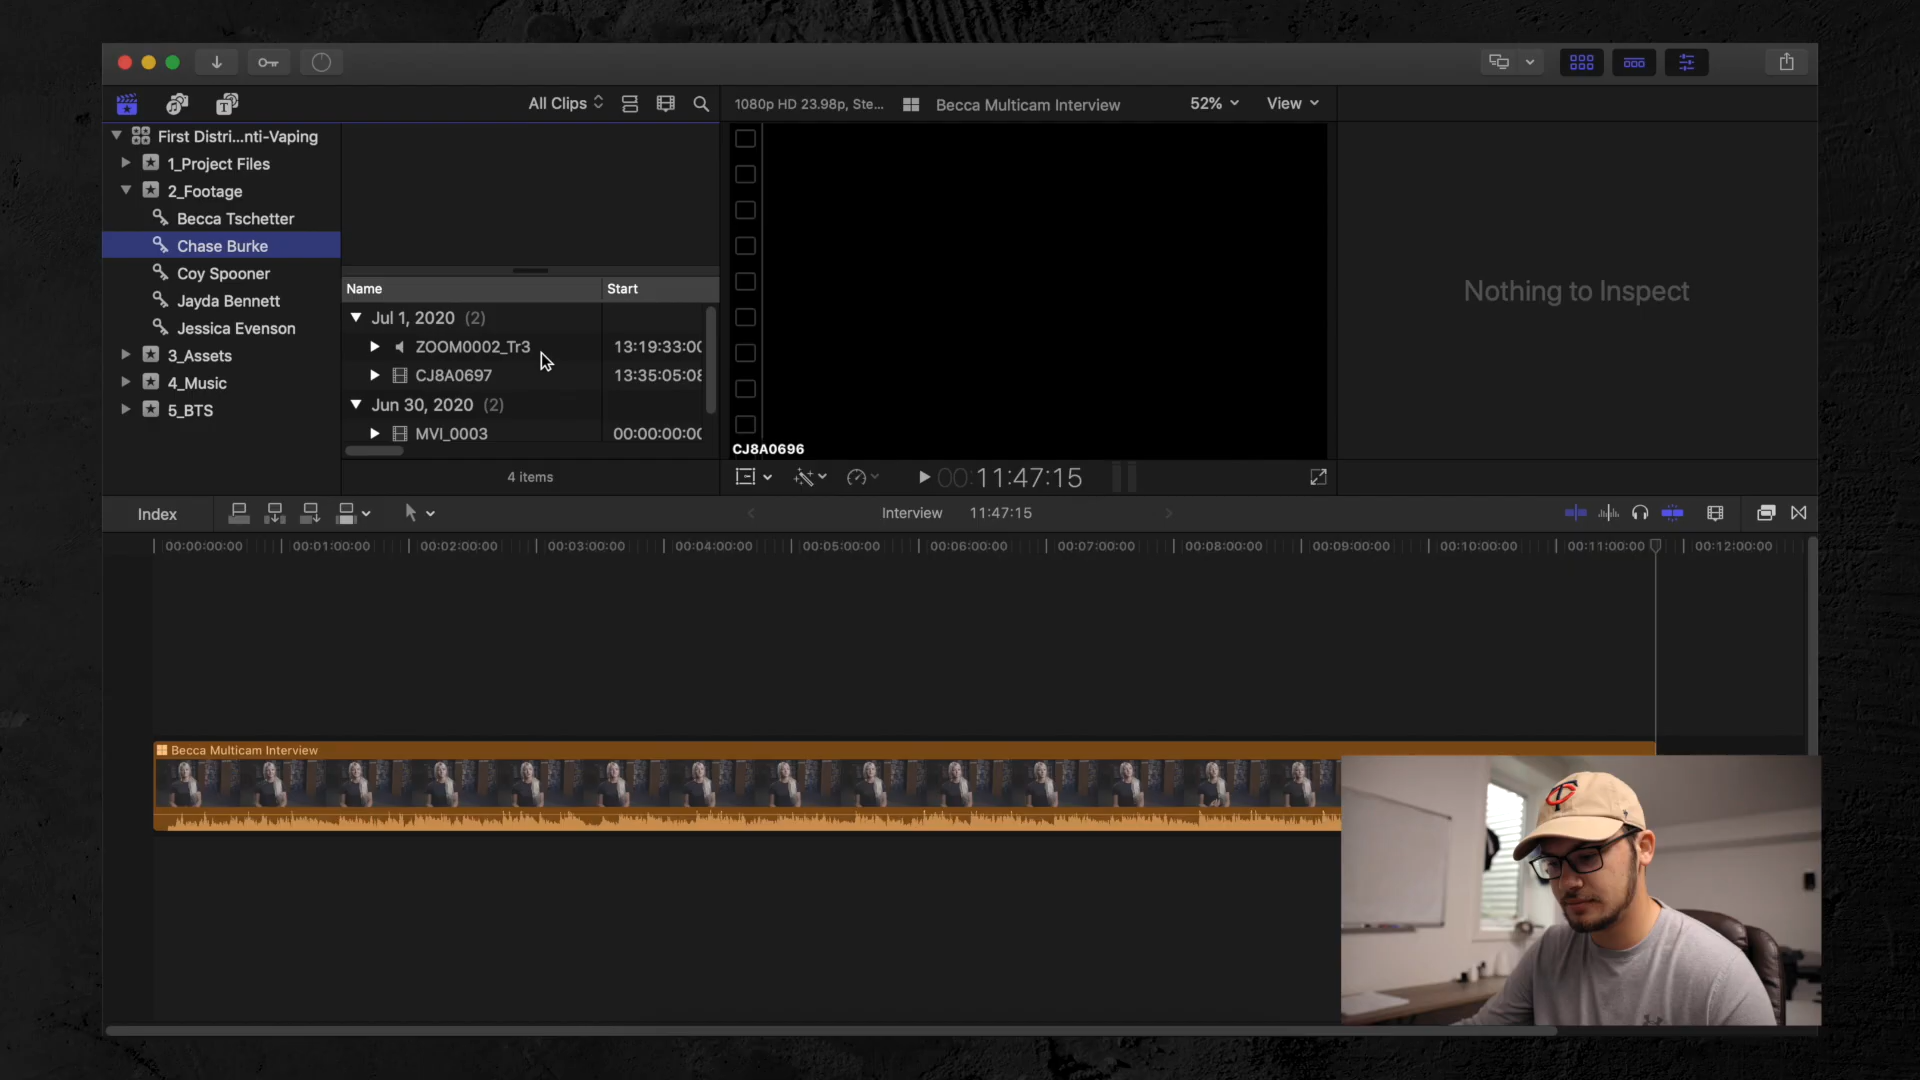 All Clips
1080p HD 23.98p, Ste...
Becca Multicam Interview
52%
View
First Distri...nti-Vaping
1_Project Files
2_Footage
Becca Tschetter
Chase Burke
Coy Spooner
Jayda Bennett
Jessica Evenson
3_Assets
4_Music
5_BTS
Name
Start
Jul 1, 2020 (2)
ZOOM0002_Tr3
13:19:33:00
CJ8A0697
13:35:05:08
Jun 30, 2020 (2)
MVI_0003
00:00:00:00
4 items
CJ8A0696
00:11:47:15
Nothing to Inspect
Index
Interview
11:47:15
00:00:00:00
00:01:00:00
00:02:00:00
00:03:00:00
00:04:00:00
00:05:00:00
00:06:00:00
00:07:00:00
00:08:00:00
00:09:00:00
00:10:00:00
00:11:00:00
00:12:00:00
Becca Multicam Interview